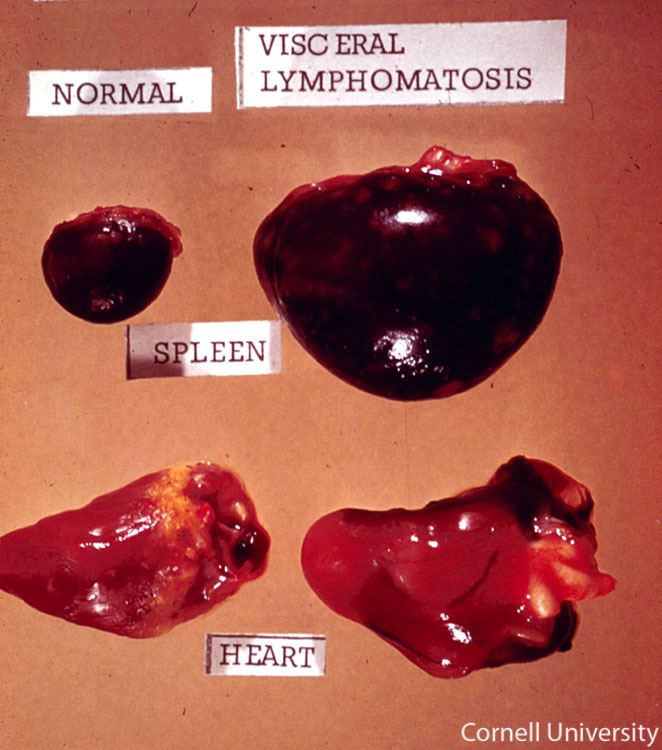 NORMAL
VISCERAL
LYMPHOMATOSIS
SPLEEN
HEART
Cornell University